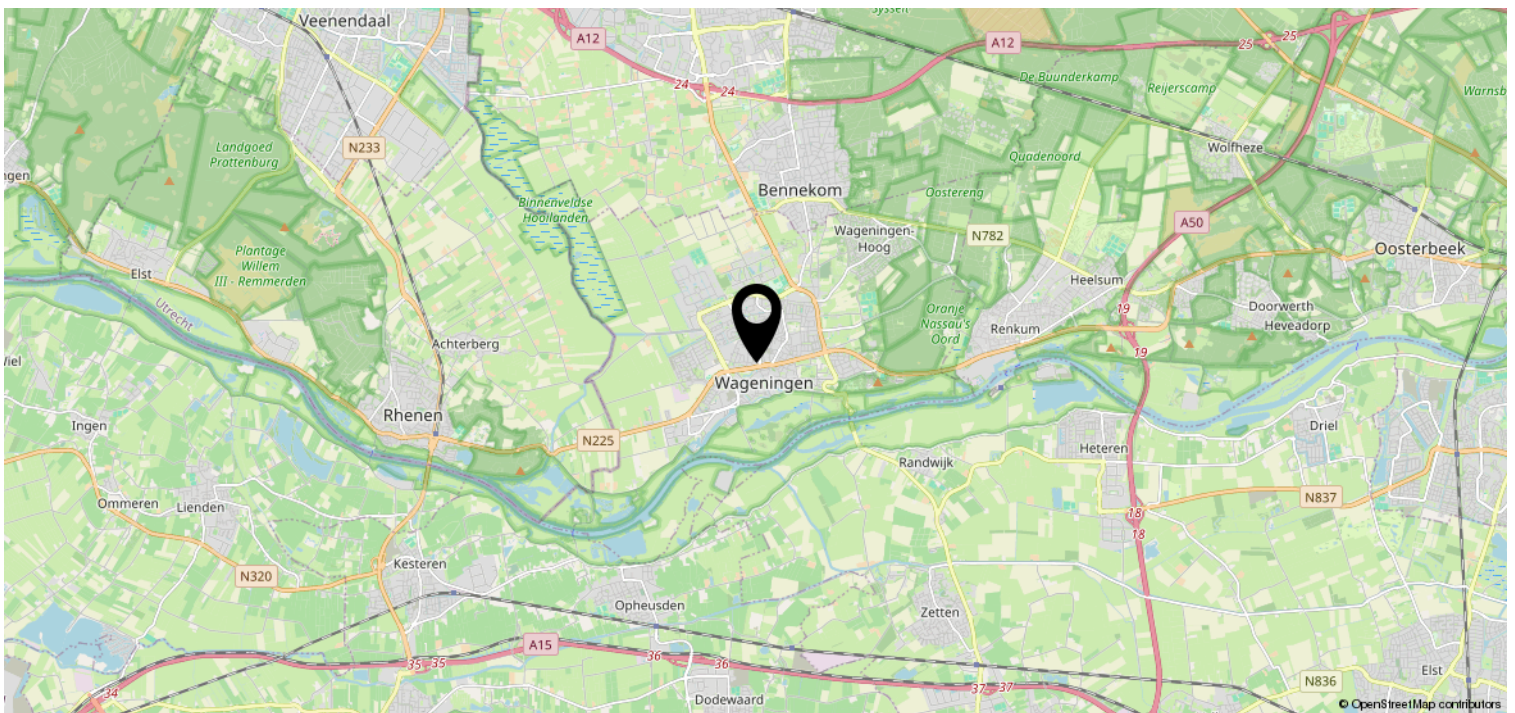 Sysselt
Veenendaal
A12
A12
25
25
De Buunderkamp
24
24
Reijerscamp
Warnsb
N233
Landgoed
Prattenburg
Wolfheze
Quadenoord
ngen
Bennekom
Oostereng
Binnenveldse
Hooilanden
A50
Wageningen-
Hoog
N782
Plantage
Willem
III - Remmerden
Oosterbeek
Elst
Heelsum
Utrecht
Oranje
Nassau's
Oord
19
Doorwerth
Heveadorp
Renkum
Achterberg
19
Wiel
Wageningen
Rhenen
Ingen
Driel
N225
Heteren
Randwijk
Ommeren
Lienden
N837
18
18
Kesteren
N320
Opheusden
Zetten
A15
35
35
36
36
Elst
N836
37
37
34
Dodewaard
© OpenStreetMap contributors